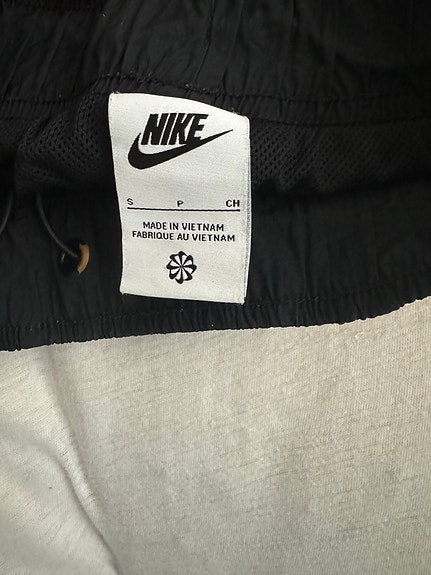 NIKE
S P CH
MADE IN VIETNAM
FABRIQUE AU VIETNAM